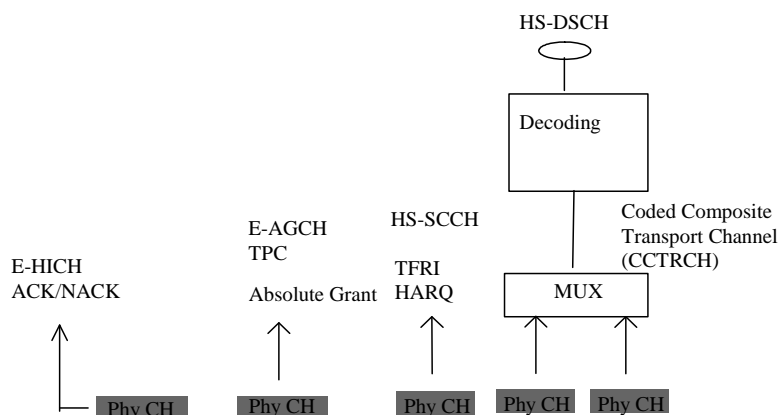 HS-DSCH
Decoding
Coded Composite
Transport Channel
(CCTRCH)
HS-SCCH
E-AGCH
TPC
E-HICH
ACK/NACK
TFRI
HARQ
Absolute Grant
MUX
Phy CH
Phy CH
Phy CH
Phy CH
Phy CH